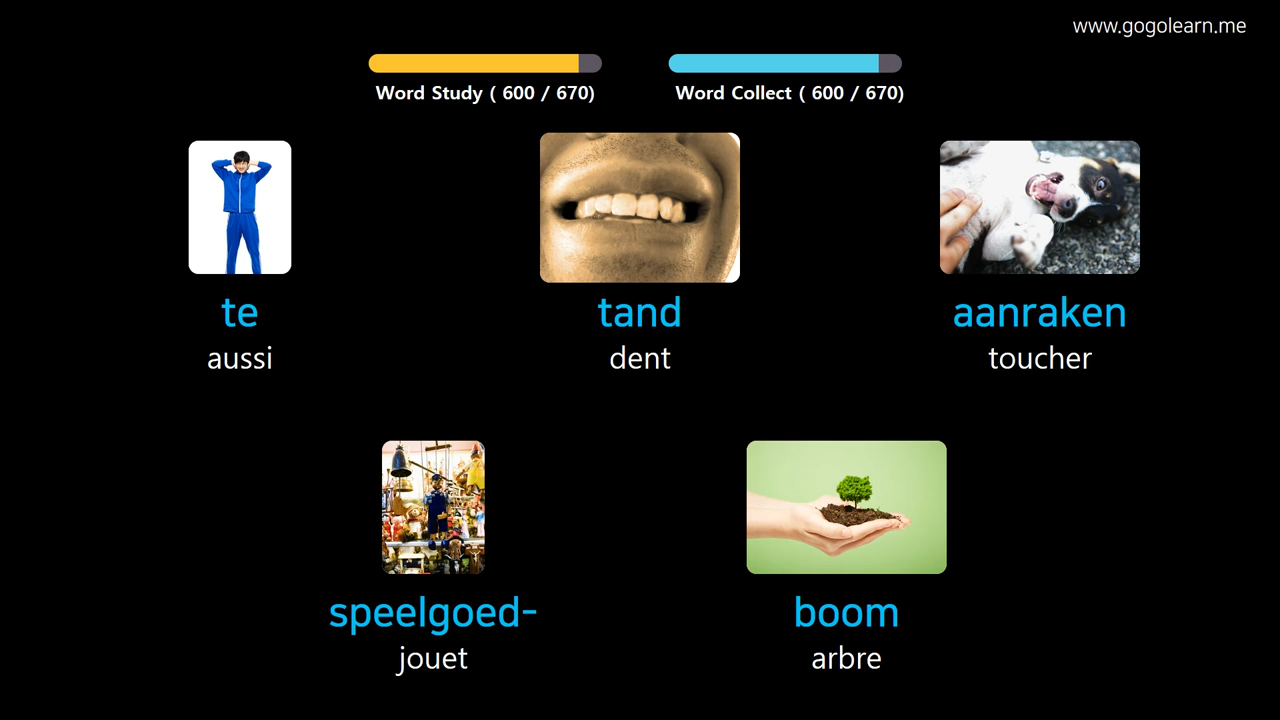 www.gogolearn.me
Word Study ( 600 / 670)
Word Collect ( 600 / 670)
te
aussi
tand
dent
aanraken
toucher
speelgoed-
jouet
boom
arbre